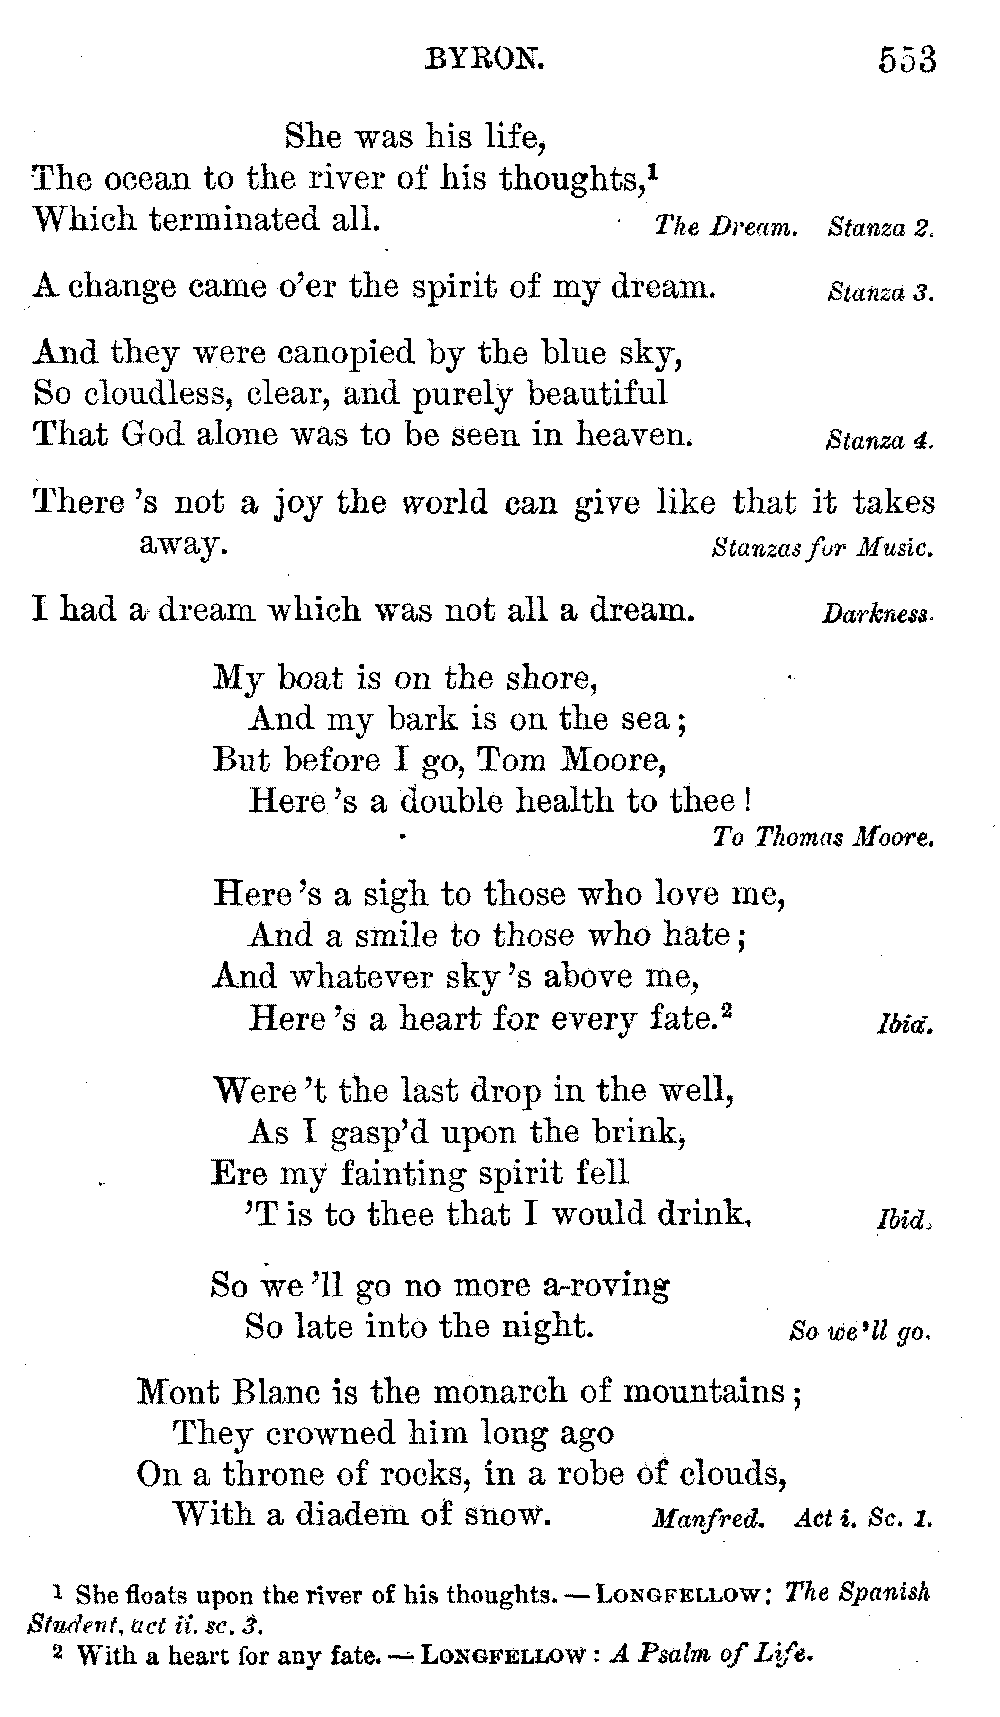 BYRON. 553
She was his life,
The ocean to the river of his thoughts,¹
Which terminated all. The Dream. Stanza 2.
A change came o'er the spirit of my dream. Stanza 3.
And they were canopied by the blue sky,
So cloudless, clear, and purely beautiful
That God alone was to be seen in heaven. Stanza 4.
There 's not a joy the world can give like that it takes
away. Stanzas for Music.
I had a dream which was not all a dream. Darkness.
My boat is on the shore,
And my bark is on the sea;
But before I go, Tom Moore,
Here 's a double health to thee!
To Thomas Moore.
Here 's a sigh to those who love me,
And a smile to those who hate;
And whatever sky 's above me,
Here 's a heart for every fate.² Ibid.
Were 't the last drop in the well,
As I gasp'd upon the brink,
Ere my fainting spirit fell
'T is to thee that I would drink. Ibid.
So we 'll go no more a-roving
So late into the night. So we'll go.
Mont Blanc is the monarch of mountains;
They crowned him long ago
On a throne of rocks, in a robe of clouds,
With a diadem of snow. Manfred. Act i. Sc. 1.
¹ She floats upon the river of his thoughts. — LONGFELLOW: The Spanish
Student, act ii. sc. 3.
² With a heart for any fate. — LONGFELLOW: A Psalm of Life.